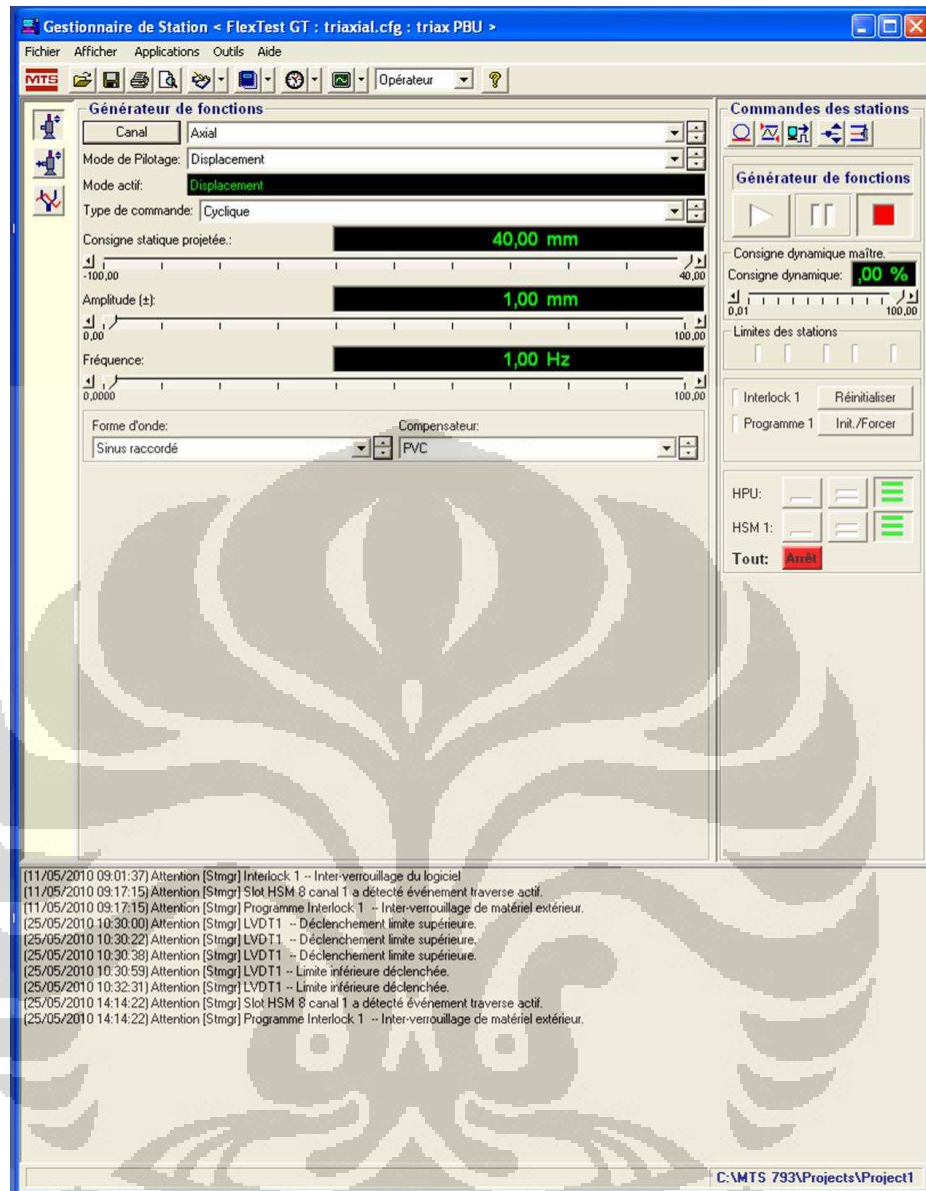 Gestionnaire de Station < FlexTest GT : triaxial.cfg : triax PBU >
Fichier Afficher Applications Outils Aide
MTS Opérateur
Générateur de fonctions
Canal Axial
Mode de Pilotage: Displacement
Mode actif: Displacement
Type de commande: Cyclique
Consigne statique projetée.: 40,00 mm
-100,00 40,00
Amplitude (±): 1,00 mm
0,00 100,00
Fréquence: 1,00 Hz
0,0000 100,00
Forme d'onde: Compensateur:
Sinus raccordé PVC
Commandes des stations
Générateur de fonctions
Consigne dynamique maître.
Consigne dynamique: ,00 %
0,01 100,00
Limites des stations
Interlock 1 Réinitialiser
Programme 1 Init./Forcer
HPU:
HSM 1:
Tout: Arrêt
(11/05/2010 09:01:37) Attention [Stmgr] Interlock 1 -- Inter-verrouillage du logiciel
(11/05/2010 09:17:15) Attention [Stmgr] Slot HSM 8 canal 1 a détecté événement traverse actif.
(11/05/2010 09:17:15) Attention [Stmgr] Programme Interlock 1 -- Inter-verrouillage de matériel extérieur.
(25/05/2010 10:30:00) Attention [Stmgr] LVDT1 -- Déclenchement limite supérieure.
(25/05/2010 10:30:22) Attention [Stmgr] LVDT1 -- Déclenchement limite supérieure.
(25/05/2010 10:30:38) Attention [Stmgr] LVDT1 -- Déclenchement limite supérieure.
(25/05/2010 10:30:59) Attention [Stmgr] LVDT1 -- Limite inférieure déclenchée.
(25/05/2010 10:32:31) Attention [Stmgr] LVDT1 -- Limite inférieure déclenchée.
(25/05/2010 14:14:22) Attention [Stmgr] Slot HSM 8 canal 1 a détecté événement traverse actif.
(25/05/2010 14:14:22) Attention [Stmgr] Programme Interlock 1 -- Inter-verrouillage de matériel extérieur.
C:\MTS 793\Projects\Project1